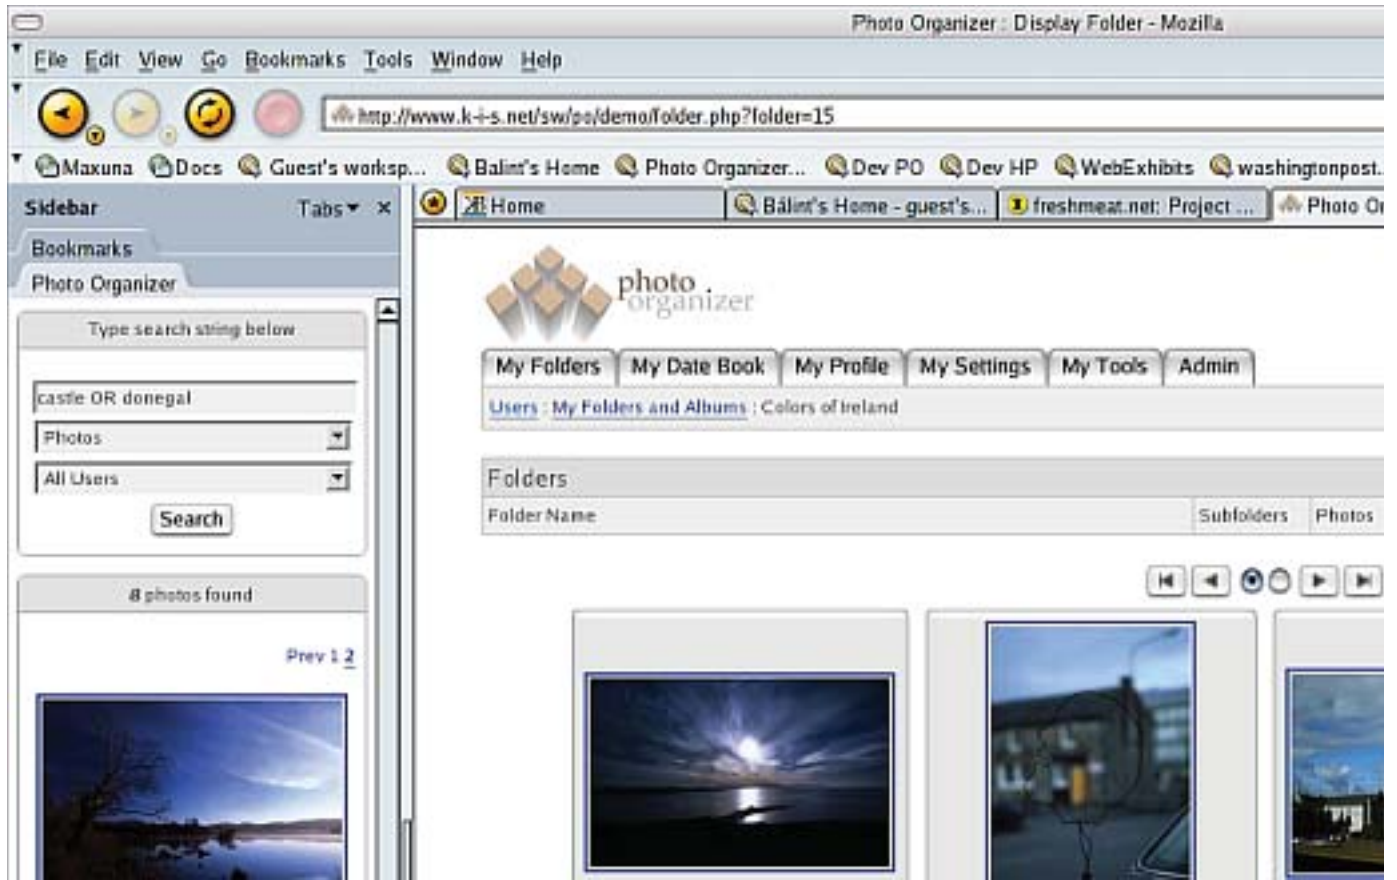 Photo Organizer : Display Folder - Mozilla
File Edit View Go Bookmarks Tools Window Help
http://www.k-i-s.net/sw/po/demo/folder.php?folder=15
Maxuna Docs Guest's worksp... Balint's Home Photo Organizer... Dev PO Dev HP WebExhibits washingtonpost.
Sidebar Tabs ×
Home Bálint's Home - guest's... freshmeat.net: Project ... Photo Or
Bookmarks
Photo Organizer
photo
organizer
Type search string below
castle OR donegal
Photos
All Users
Search
8 photos found
Prev 1 2
My Folders My Date Book My Profile My Settings My Tools Admin
Users : My Folders and Albums : Colors of Ireland
Folders
Folder Name Subfolders Photos